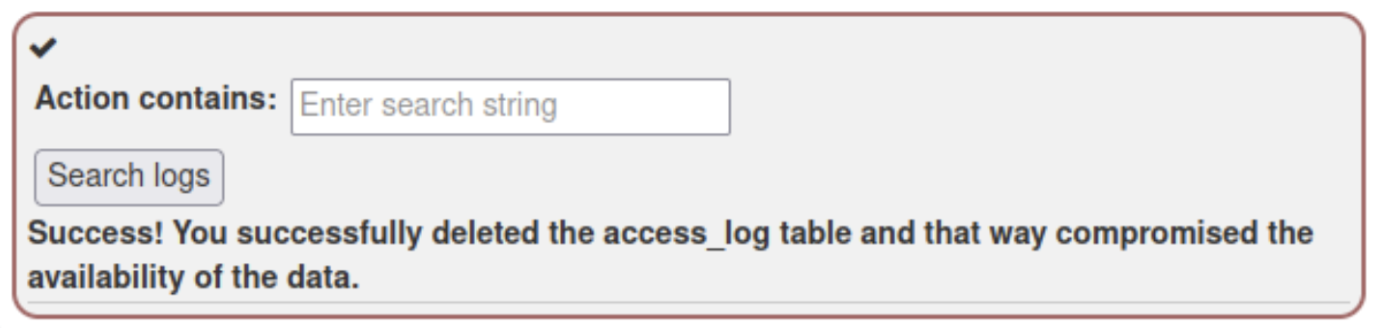 Action contains: Enter search string
Search logs
Success! You successfully deleted the access_log table and that way compromised the
availability of the data.